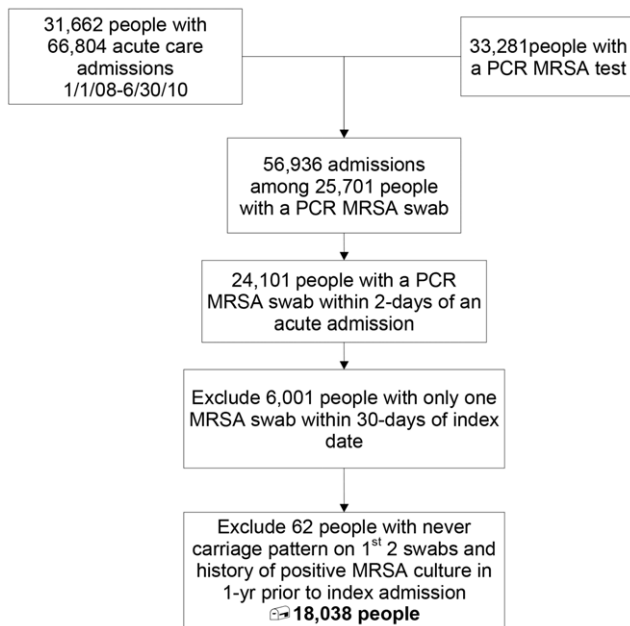 31,662 people with
66,804 acute care
admissions
1/1/08-6/30/10
33,281people with
a PCR MRSA test
56,936 admissions
among 25,701 people
with a PCR MRSA swab
24,101 people with a PCR
MRSA swab within 2-days of an
acute admission
Exclude 6,001 people with only one
MRSA swab within 30-days of index
date
Exclude 62 people with never
carriage pattern on 1st 2 swabs and
history of positive MRSA culture in
1-yr prior to index admission
18,038 people